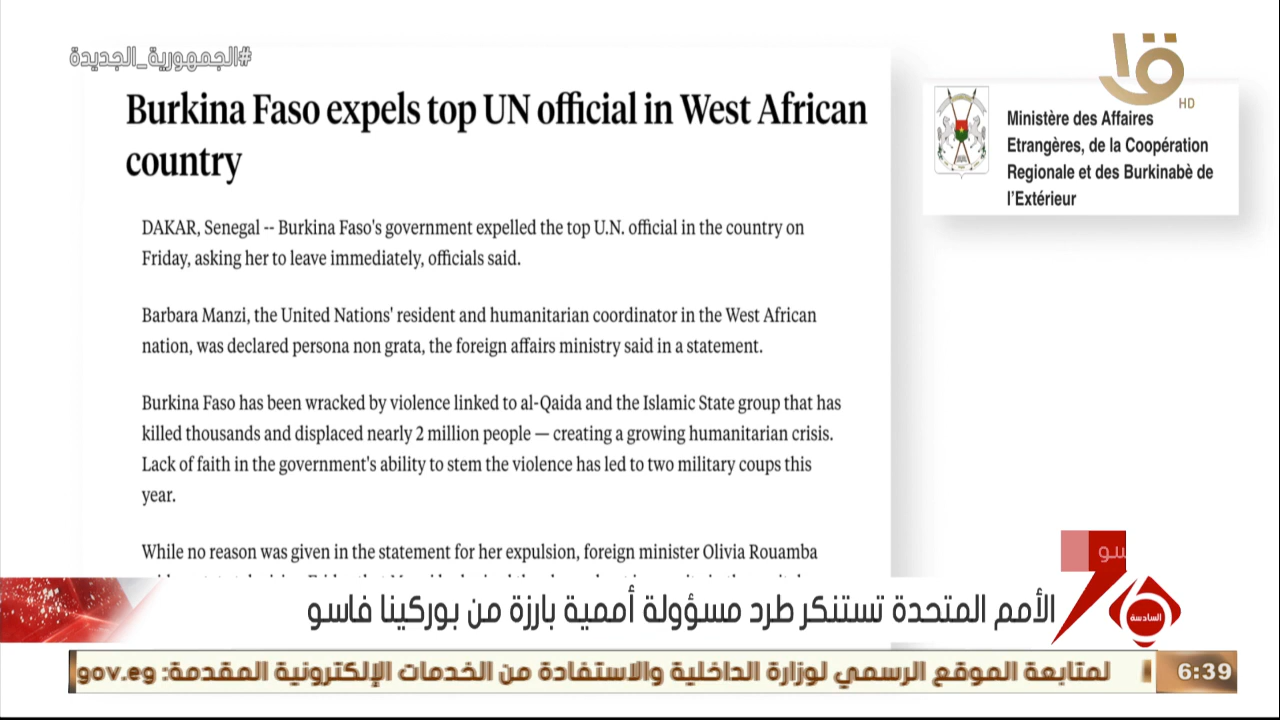 #الجمهورية_الجديدة
HD
Burkina Faso expels top UN official in West African
country
DAKAR, Senegal -- Burkina Faso's government expelled the top U.N. official in the country on
Friday, asking her to leave immediately, officials said.
Barbara Manzi, the United Nations' resident and humanitarian coordinator in the West African
nation, was declared persona non grata, the foreign affairs ministry said in a statement.
Burkina Faso has been wracked by violence linked to al-Qaida and the Islamic State group that has
killed thousands and displaced nearly 2 million people — creating a growing humanitarian crisis.
Lack of faith in the government's ability to stem the violence has led to two military coups this
year.
While no reason was given in the statement for her expulsion, foreign minister Olivia Rouamba
Ministère des Affaires
Etrangères, de la Coopération
Regionale et des Burkinabè de
l'Extérieur
الأمم المتحدة تستنكر طرد مسؤولة أممية بارزة من بوركينا فاسو
السادسة
لمتابعة الموقع الرسمي لوزارة الداخلية والاستفادة من الخدمات الإلكترونية المقدمة: gov.eg
6:39